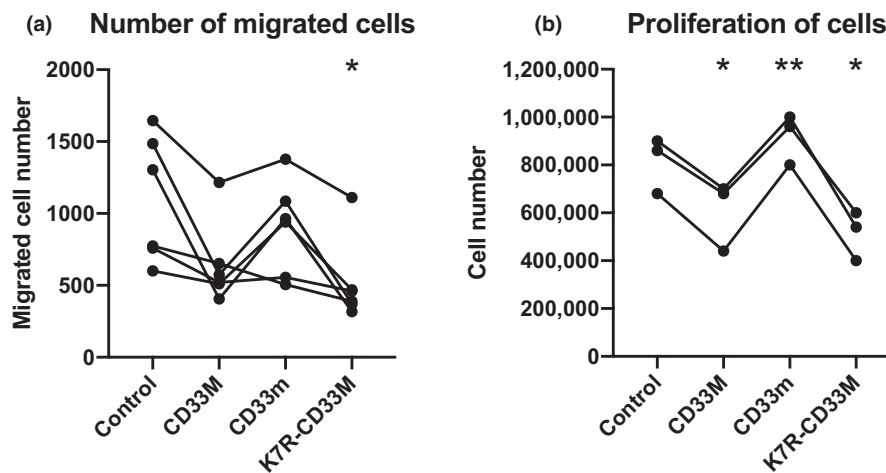 (a) Number of migrated cells
*
2000
1500
1000
500
0
Migrated cell number
Control
CD33M
CD33m
K7R-CD33M
(b) Proliferation of cells
* ** *
1,200,000
1,000,000
800,000
600,000
400,000
200,000
0
Cell number
Control
CD33M
CD33m
K7R-CD33M